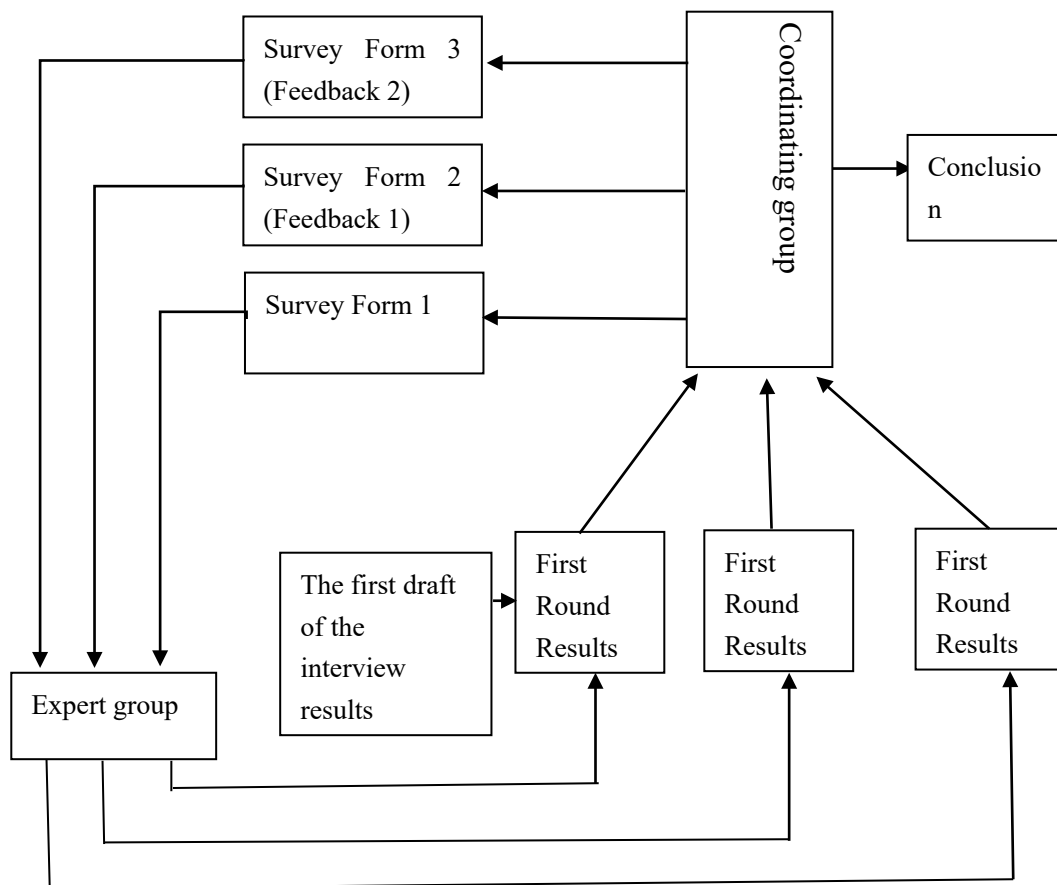 Survey Form 3
(Feedback 2)
Survey Form 2
(Feedback 1)
Survey Form 1
Coordinating group
Conclusio
n
The first draft
of the
interview
results
First
Round
Results
First
Round
Results
First
Round
Results
Expert group